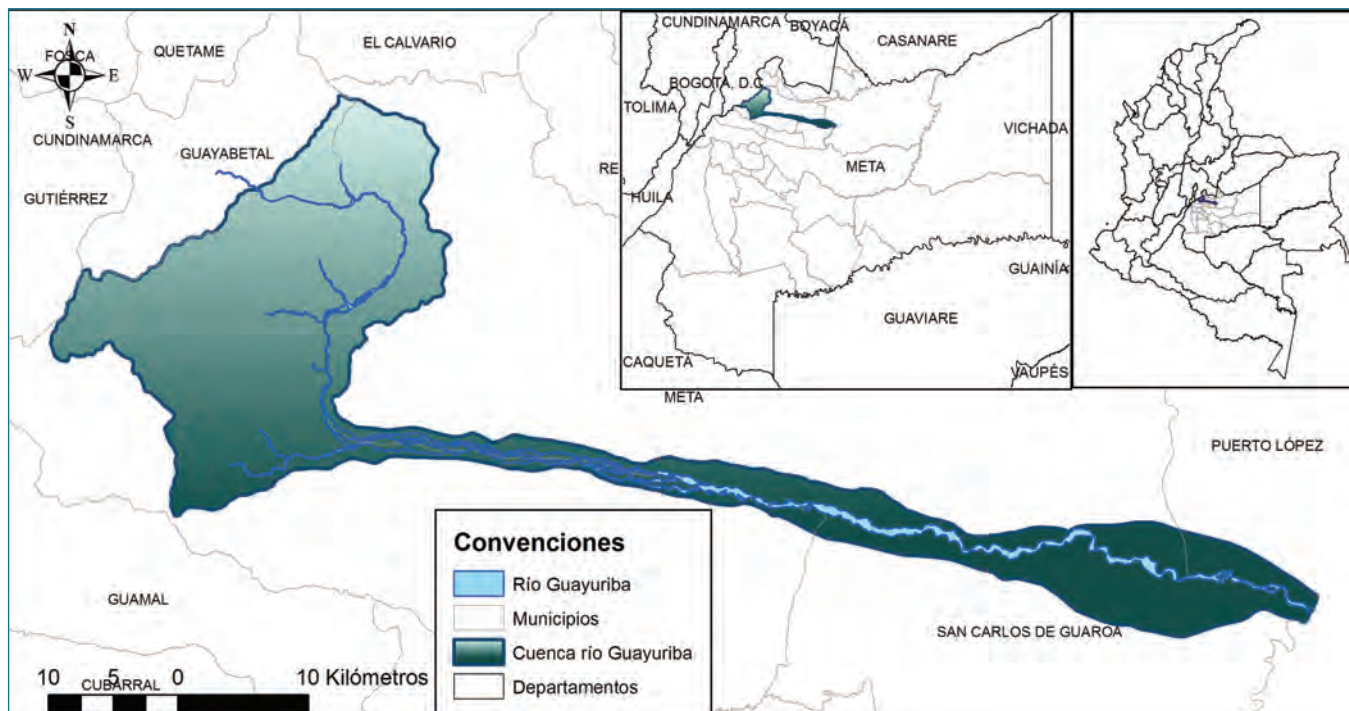 N
FOSCA
W
E
S
QUETAME
EL CALVARIO
CUNDINAMARCA
GUAYABETAL
GUTIÉRREZ
CUNDINAMARCA
BOYACÁ
CASANARE
BOGOTÁ, D.C
TOLIMA
VICHADA
RE
META
HUILA
GUAINÍA
GUAVIARE
CAQUETÁ
VAUPÉS
META
PUERTO LÓPEZ
Convenciones
Río Guayuriba
Municipios
Cuenca río Guayuriba
Departamentos
GUAMAL
SAN CARLOS DE GUAROA
10 5 0 10 Kilómetros
CUBARRAL